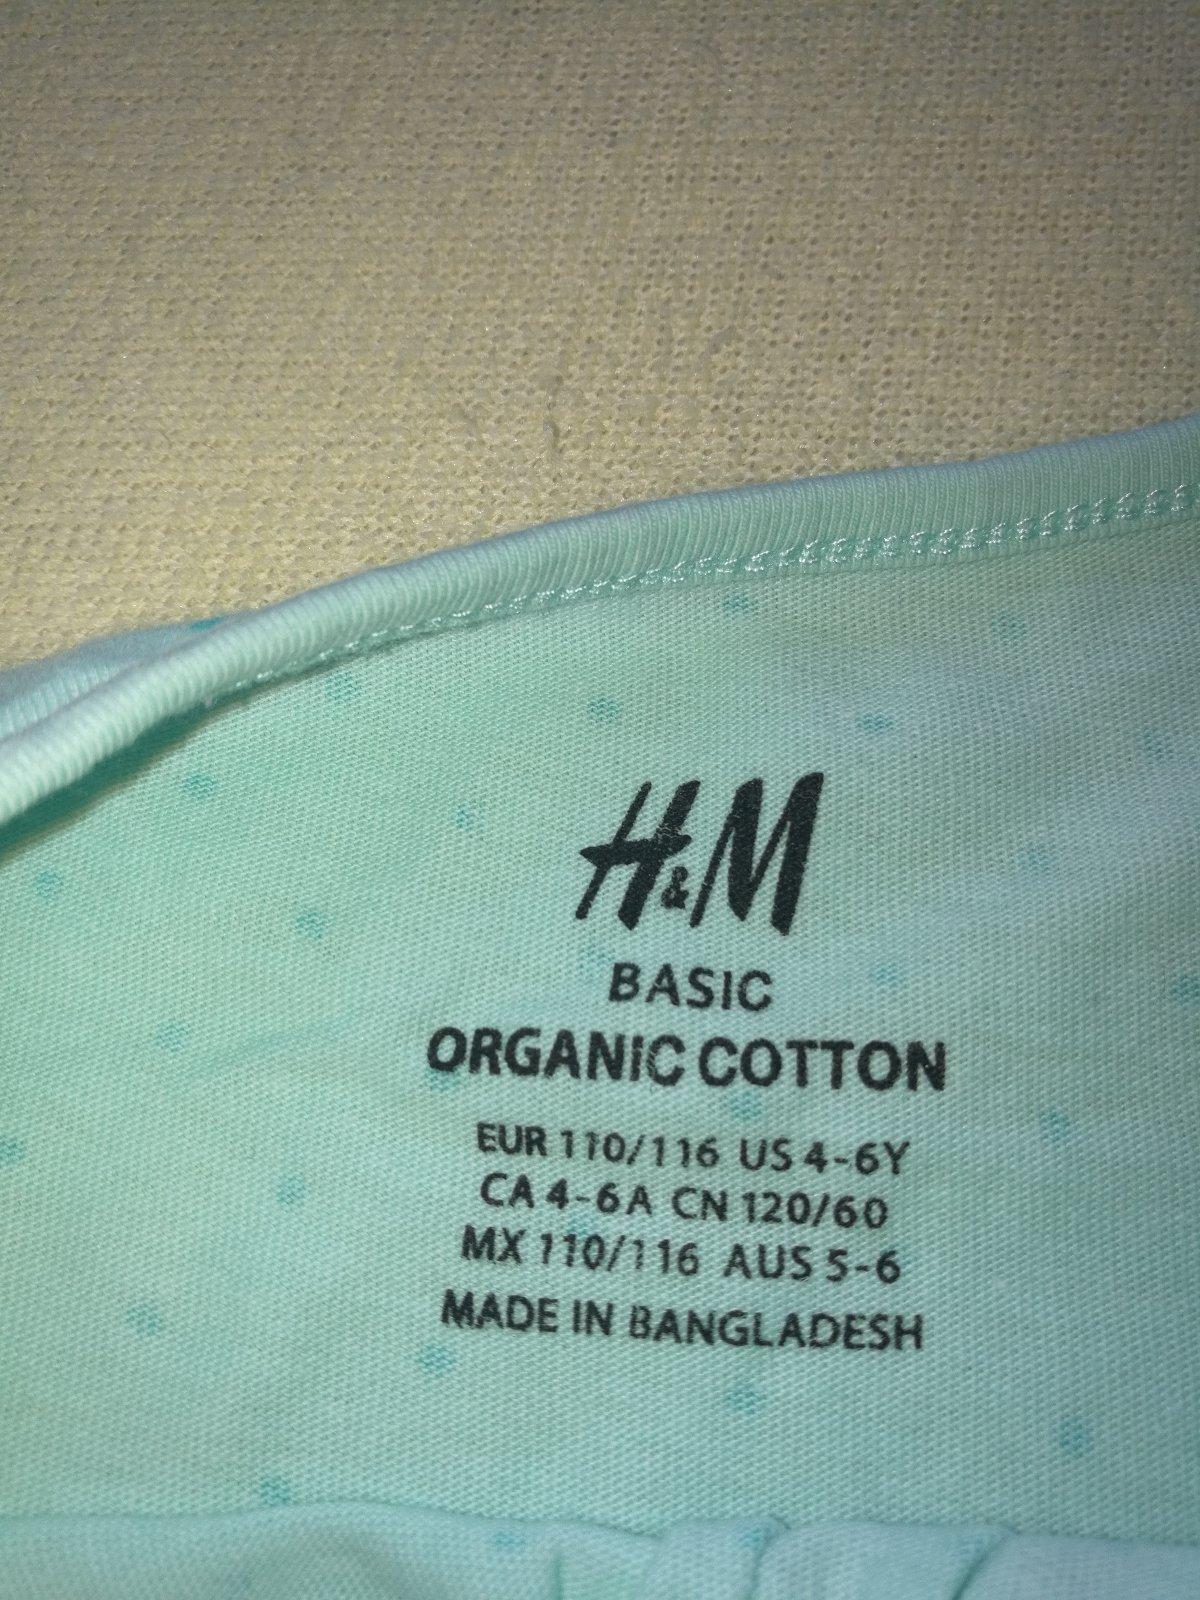 H&M
BASIC
ORGANIC COTTON
EUR 110/116 US 4-6Y
CA 4-6A CN 120/60
MX 110/116 AUS 5-6
MADE IN BANGLADESH